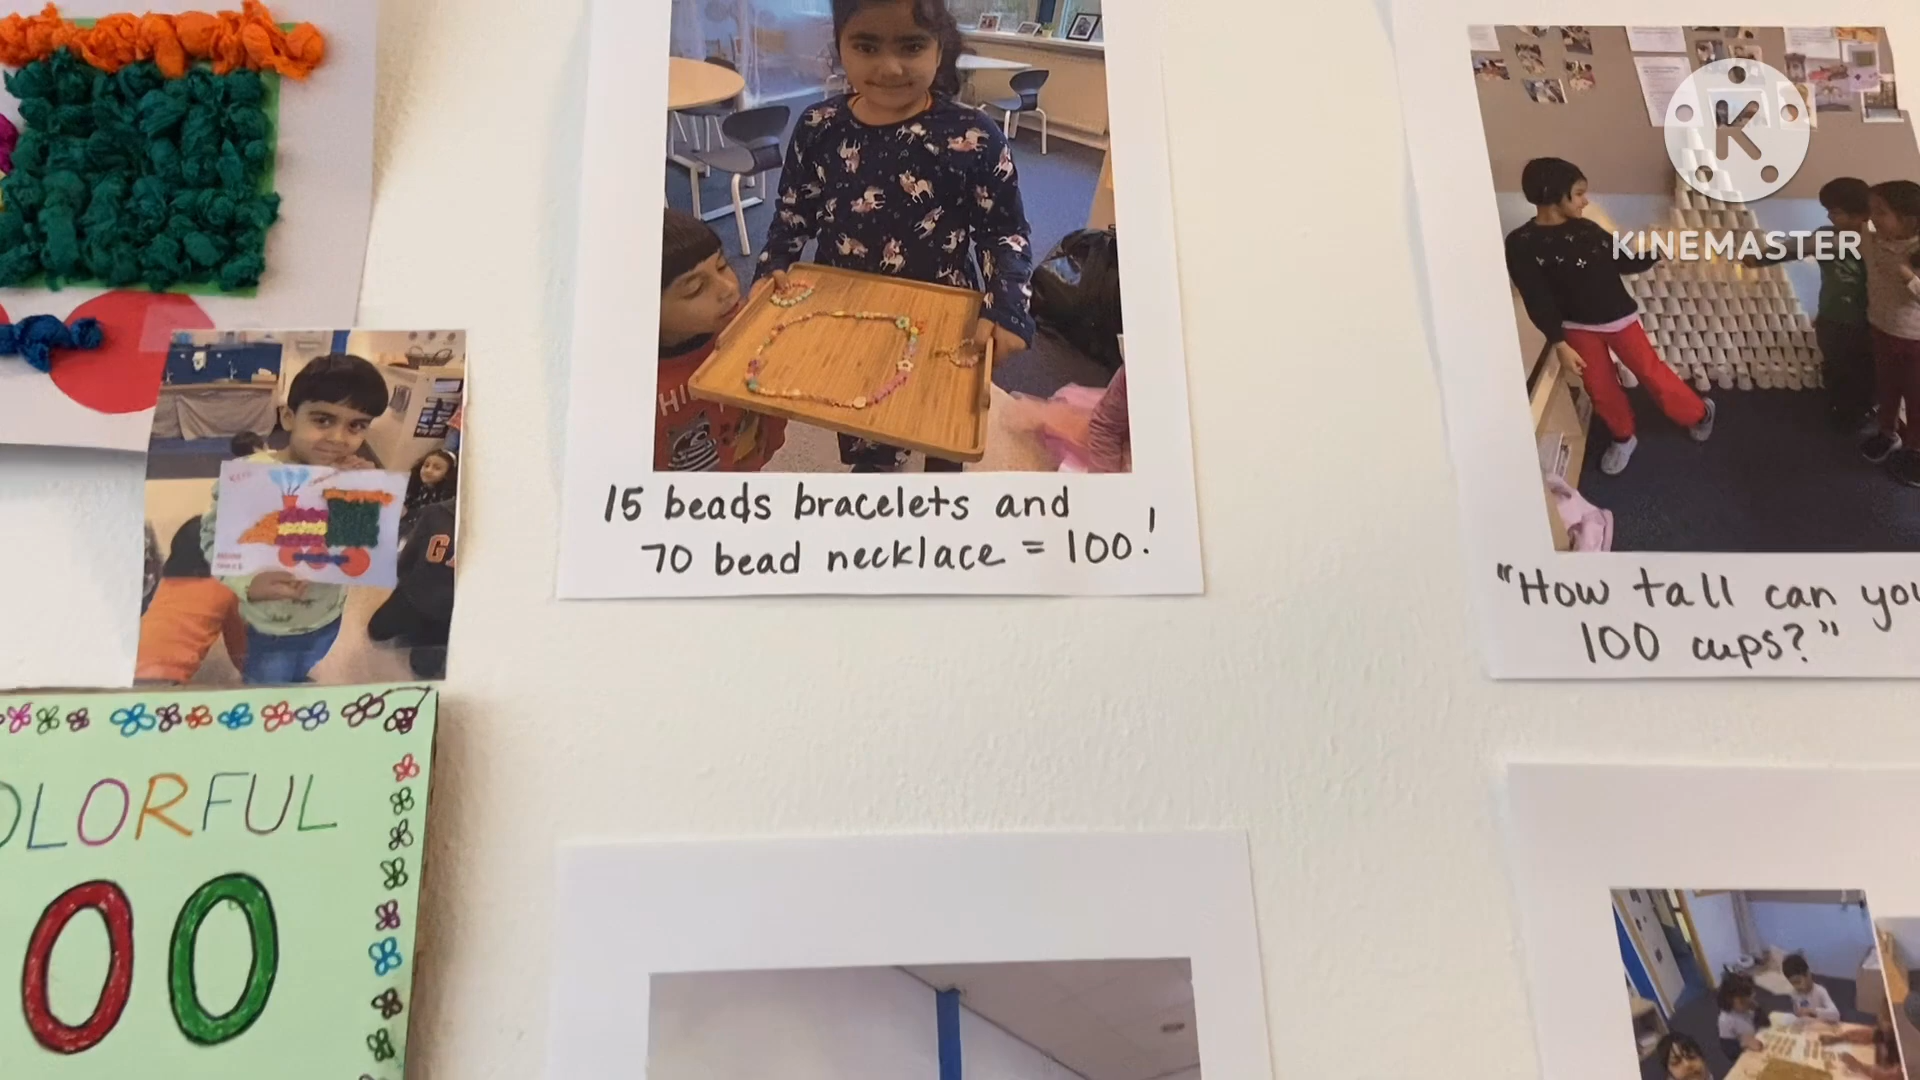 KINEMASTER
15 beads bracelets and
70 bead necklace = 100!
"How tall can you
100 cups?"
OLORFUL
00